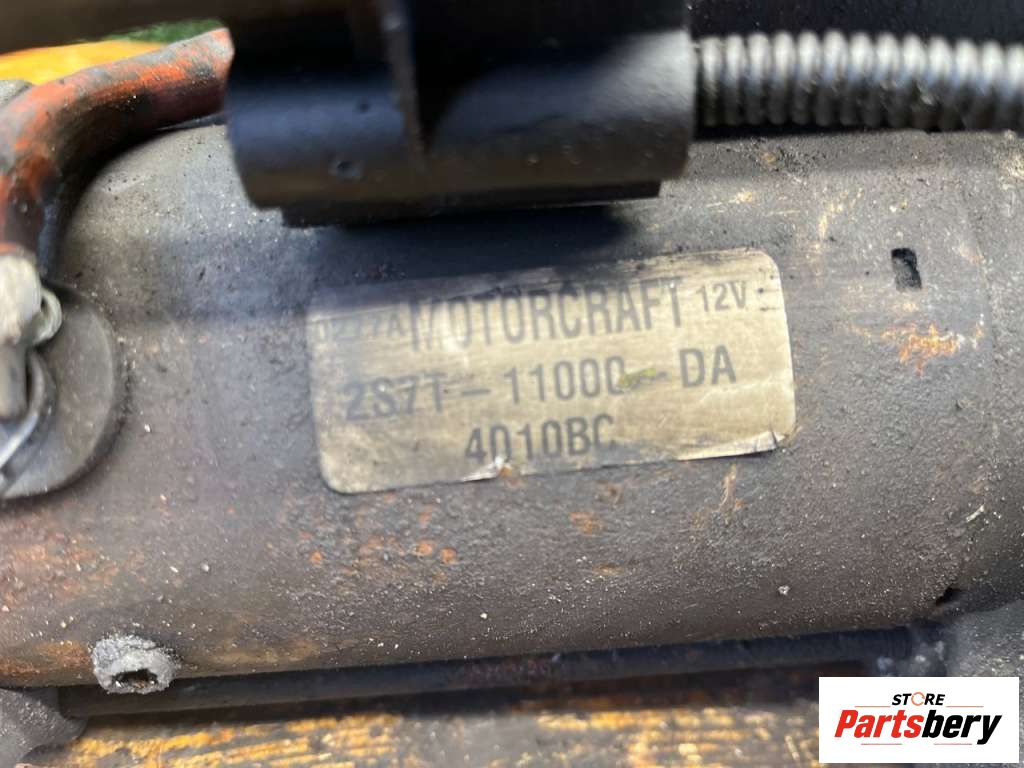 MOTORCRAFT 12V
2S7T-11000-DA
4010BC
STORE
Partsbery